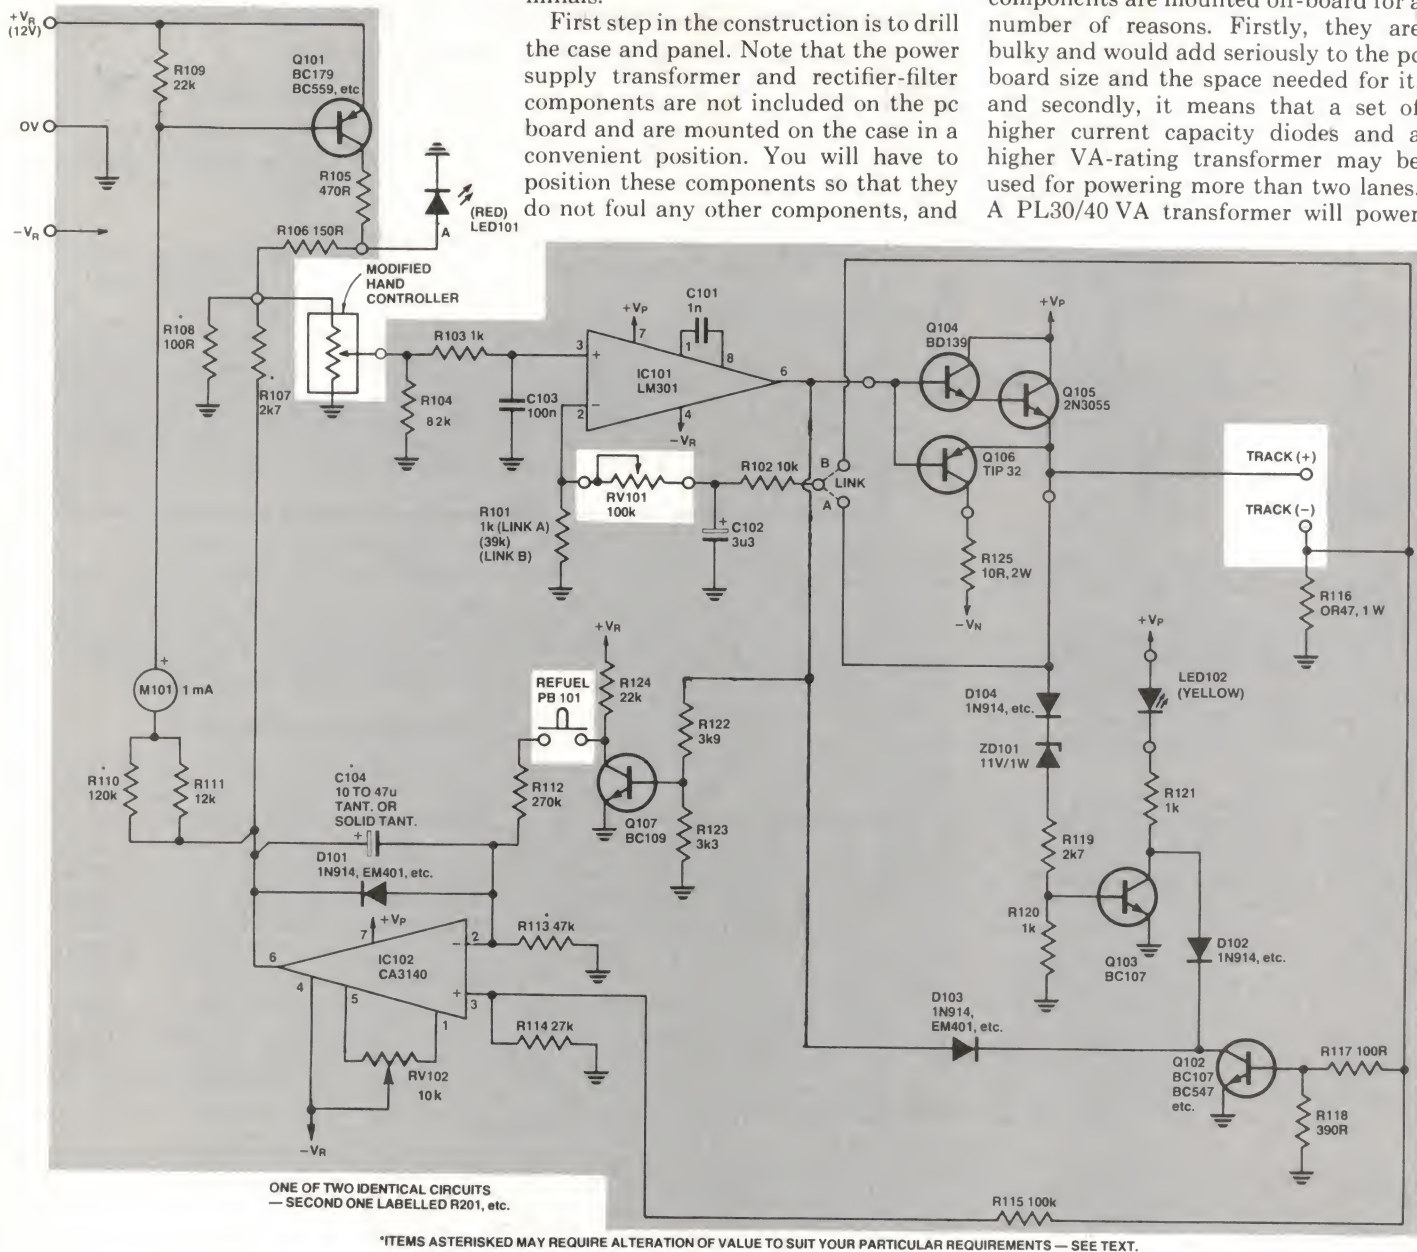 First step in the construction is to drill
the case and panel. Note that the power
supply transformer and rectifier-filter
components are not included on the pc
board and are mounted on the case in a
convenient position. You will have to
position these components so that they
do not foul any other components, and
number of reasons. Firstly, they are
bulky and would add seriously to the pc
board size and the space needed for it
and secondly, it means that a set of
higher current capacity diodes and a
higher VA-rating transformer may be
used for powering more than two lanes.
A PL30/40 VA transformer will power
+VR
(12V)
R109
22k
Q101
BC179
BC559, etc
0V
R105
470R
(RED)
LED101
A
-VR
R106 150R
MODIFIED
HAND
CONTROLLER
*
R108
100R
*
R107
2k7
R103 1k
R104
82k
C103
100n
3
+
+VP
7
C101
1n
1
8
IC101
LM301
6
-
2
4
-VR
RV101
100k
R101
1k (LINK A)
(39k)
(LINK B)
R102 10k
B
LINK
A
+
C102
3u3
Q104
BD139
+VP
Q105
2N3055
Q106
TIP 32
R125
10R, 2W
-VN
TRACK (+)
TRACK (-)
R116
0R47, 1 W
+
M101
1 mA
*
R110
120k
R111
12k
*
C104
10 TO 47u
TANT. OR
SOLID TANT.
+
D101
1N914, EM401, etc.
REFUEL
PB 101
+VR
R124
22k
R112
270k
Q107
BC109
R122
3k9
R123
3k3
D104
1N914, etc.
ZD101
11V/1W
+VP
LED102
(YELLOW)
R121
1k
R119
2k7
R120
1k
Q103
BC107
D102
1N914, etc.
+VP
7
6
IC102
CA3140
-
2
*
R113 47k
4
5
+
3
1
R114 27k
RV102
10k
-VR
D103
1N914,
EM401, etc.
Q102
BC107
BC547
etc.
R117 100R
R118
390R
R115 100k
ONE OF TWO IDENTICAL CIRCUITS
— SECOND ONE LABELLED R201, etc.
*ITEMS ASTERISKED MAY REQUIRE ALTERATION OF VALUE TO SUIT YOUR PARTICULAR REQUIREMENTS — SEE TEXT.